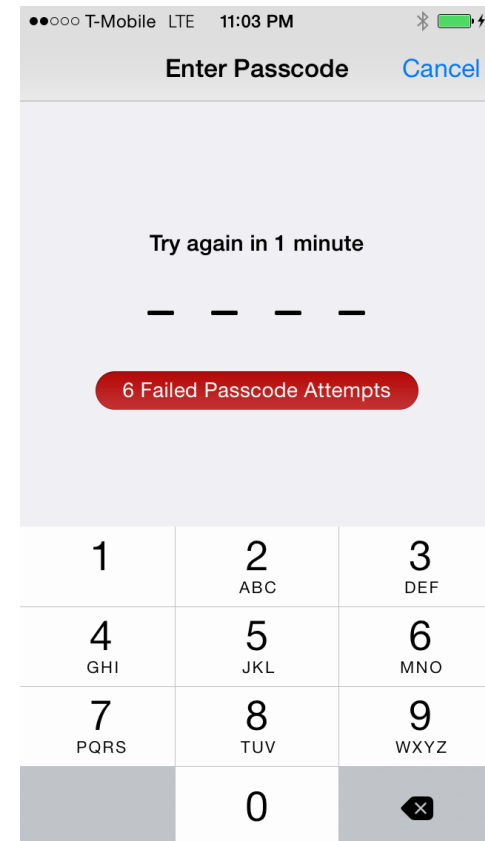 T-Mobile LTE 11:03 PM
Enter Passcode Cancel
Try again in 1 minute
6 Failed Passcode Attempts
1 2 3
ABC DEF
4 5 6
GHI JKL MNO
7 8 9
PQRS TUV WXYZ
0